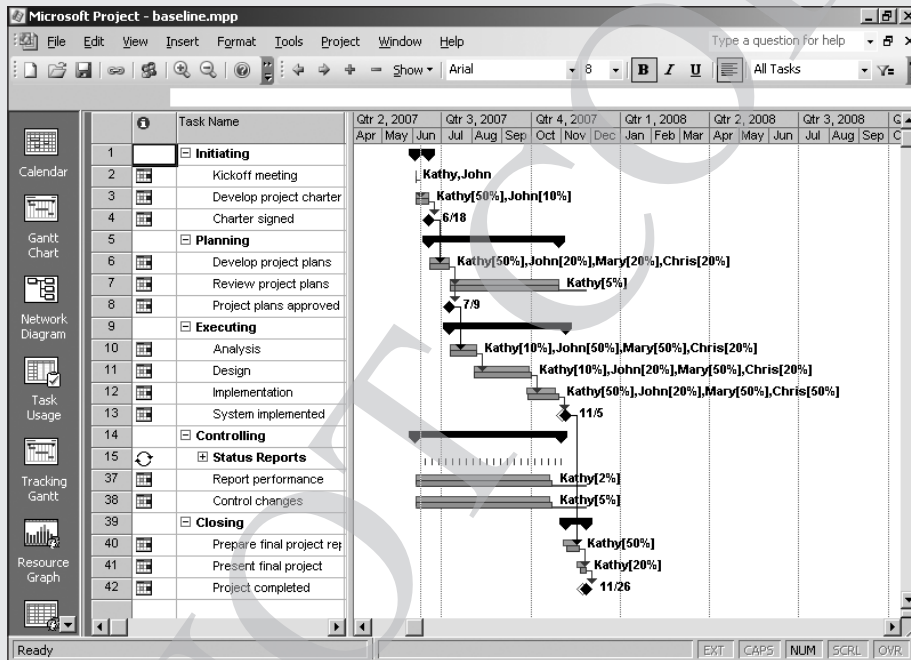 Microsoft Project - baseline.mpp
File Edit View Insert Format Tools Project Window Help Type a question for help
Show Arial 8 B I U All Tasks
Task Name Qtr 2, 2007 Qtr 3, 2007 Qtr 4, 2007 Qtr 1, 2008 Qtr 2, 2008 Qtr 3, 2008
Apr May Jun Jul Aug Sep Oct Nov Dec Jan Feb Mar Apr May Jun Jul Aug Sep
1 Initiating
2 Kickoff meeting Kathy,John
3 Develop project charter Kathy[50%],John[10%]
4 Charter signed 6/18
5 Planning
6 Develop project plans Kathy[50%],John[20%],Mary[20%],Chris[20%]
7 Review project plans Kathy[5%]
8 Project plans approved 7/9
9 Executing
10 Analysis Kathy[10%],John[50%],Mary[50%],Chris[20%]
11 Design Kathy[10%],John[20%],Mary[50%],Chris[20%]
12 Implementation Kathy[50%],John[20%],Mary[50%],Chris[50%]
13 System implemented 11/5
14 Controlling
15 Status Reports
37 Report performance Kathy[2%]
38 Control changes Kathy[5%]
39 Closing
40 Prepare final project Kathy[50%]
41 Present final project Kathy[20%]
42 Project completed 11/26
Calendar
Gantt
Chart
Network
Diagram
Task
Usage
Tracking
Gantt
Resource
Graph
Ready EXT CAPS NUM SCRL OVR